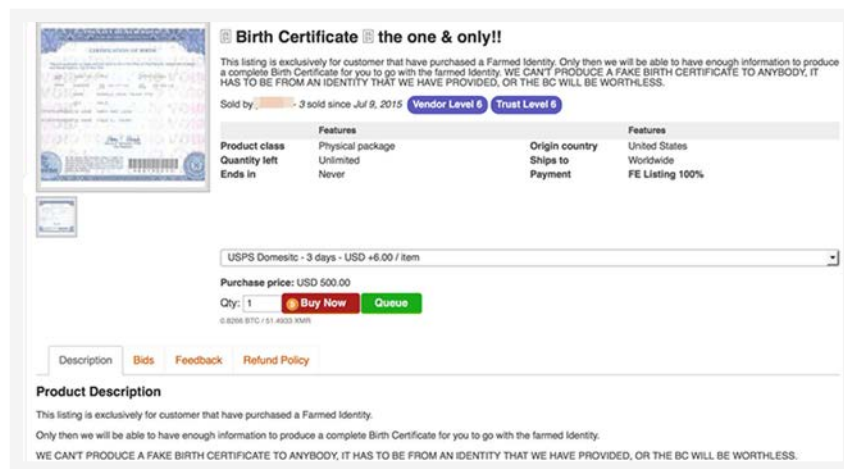 CERTIFICATION OF BIRTH
Birth Certificate the one & only!!
This listing is exclusively for customer that have purchased a Farmed Identity. Only then we will be able to have enough information to produce
a complete Birth Certificate for you to go with the farmed Identity. WE CAN'T PRODUCE A FAKE BIRTH CERTIFICATE TO ANYBODY, IT
HAS TO BE FROM AN IDENTITY THAT WE HAVE PROVIDED, OR THE BC WILL BE WORTHLESS.
Sold by - 3 sold since Jul 9, 2015 Vendor Level 6 Trust Level 6
Features Features
Product class Physical package Origin country United States
Quantity left Unlimited Ships to Worldwide
Ends in Never Payment FE Listing 100%
USPS Domesitc - 3 days - USD +6.00 / item
Purchase price: USD 500.00
Qty: 1 Buy Now Queue
0.8266 BTC / 51.4933 XMR
Description Bids Feedback Refund Policy
Product Description
This listing is exclusively for customer that have purchased a Farmed Identity.
Only then we will be able to have enough information to produce a complete Birth Certificate for you to go with the farmed Identity.
WE CAN'T PRODUCE A FAKE BIRTH CERTIFICATE TO ANYBODY, IT HAS TO BE FROM AN IDENTITY THAT WE HAVE PROVIDED, OR THE BC WILL BE WORTHLESS.